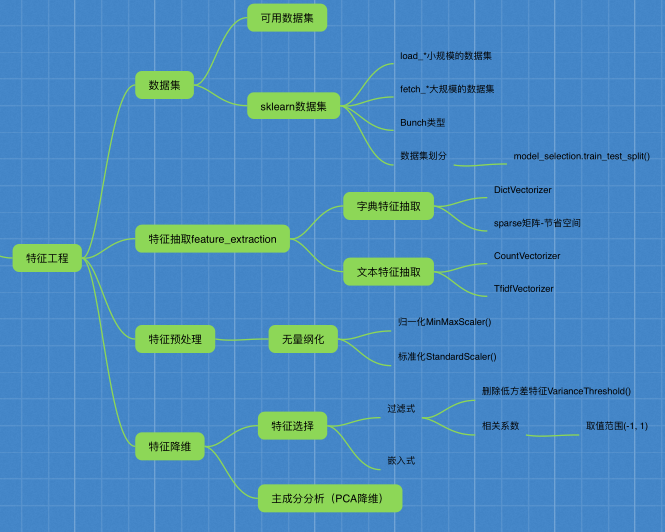 特征工程
数据集
可用数据集
sklearn数据集
load_*小规模的数据集
fetch_*大规模的数据集
Bunch类型
数据集划分
model_selection.train_test_split()
特征抽取feature_extraction
字典特征抽取
DictVectorizer
sparse矩阵-节省空间
文本特征抽取
CountVectorizer
TfidfVectorizer
特征预处理
无量纲化
归一化MinMaxScaler()
标准化StandardScaler()
特征降维
特征选择
过滤式
删除低方差特征VarianceThreshold()
相关系数
取值范围(-1, 1)
嵌入式
主成分分析（PCA降维）